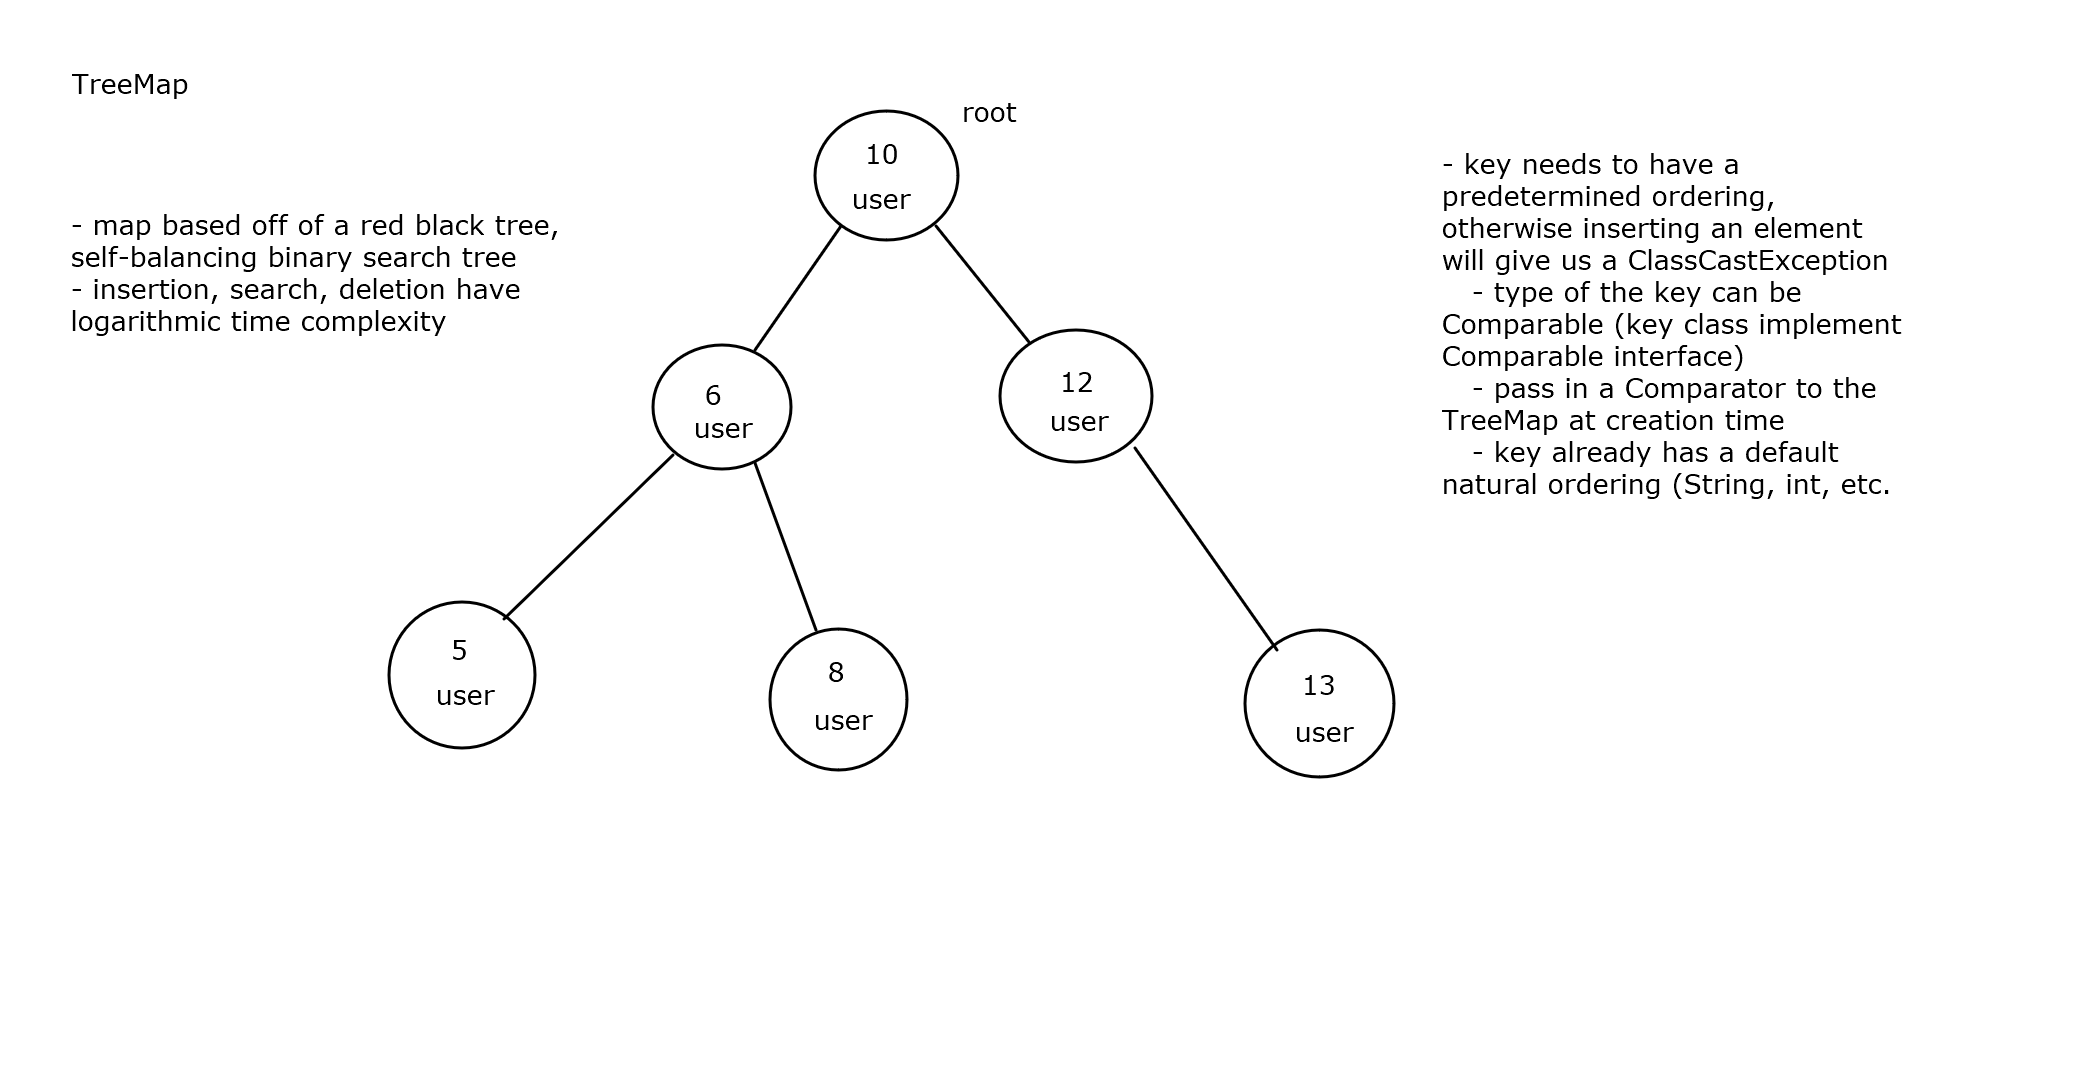 TreeMap
- map based off of a red black tree,
self-balancing binary search tree
- insertion, search, deletion have
logarithmic time complexity
root
10
user
6
user
12
user
5
user
8
user
13
user
- key needs to have a
predetermined ordering,
otherwise inserting an element
will give us a ClassCastException
- type of the key can be
Comparable (key class implement
Comparable interface)
- pass in a Comparator to the
TreeMap at creation time
- key already has a default
natural ordering (String, int, etc.